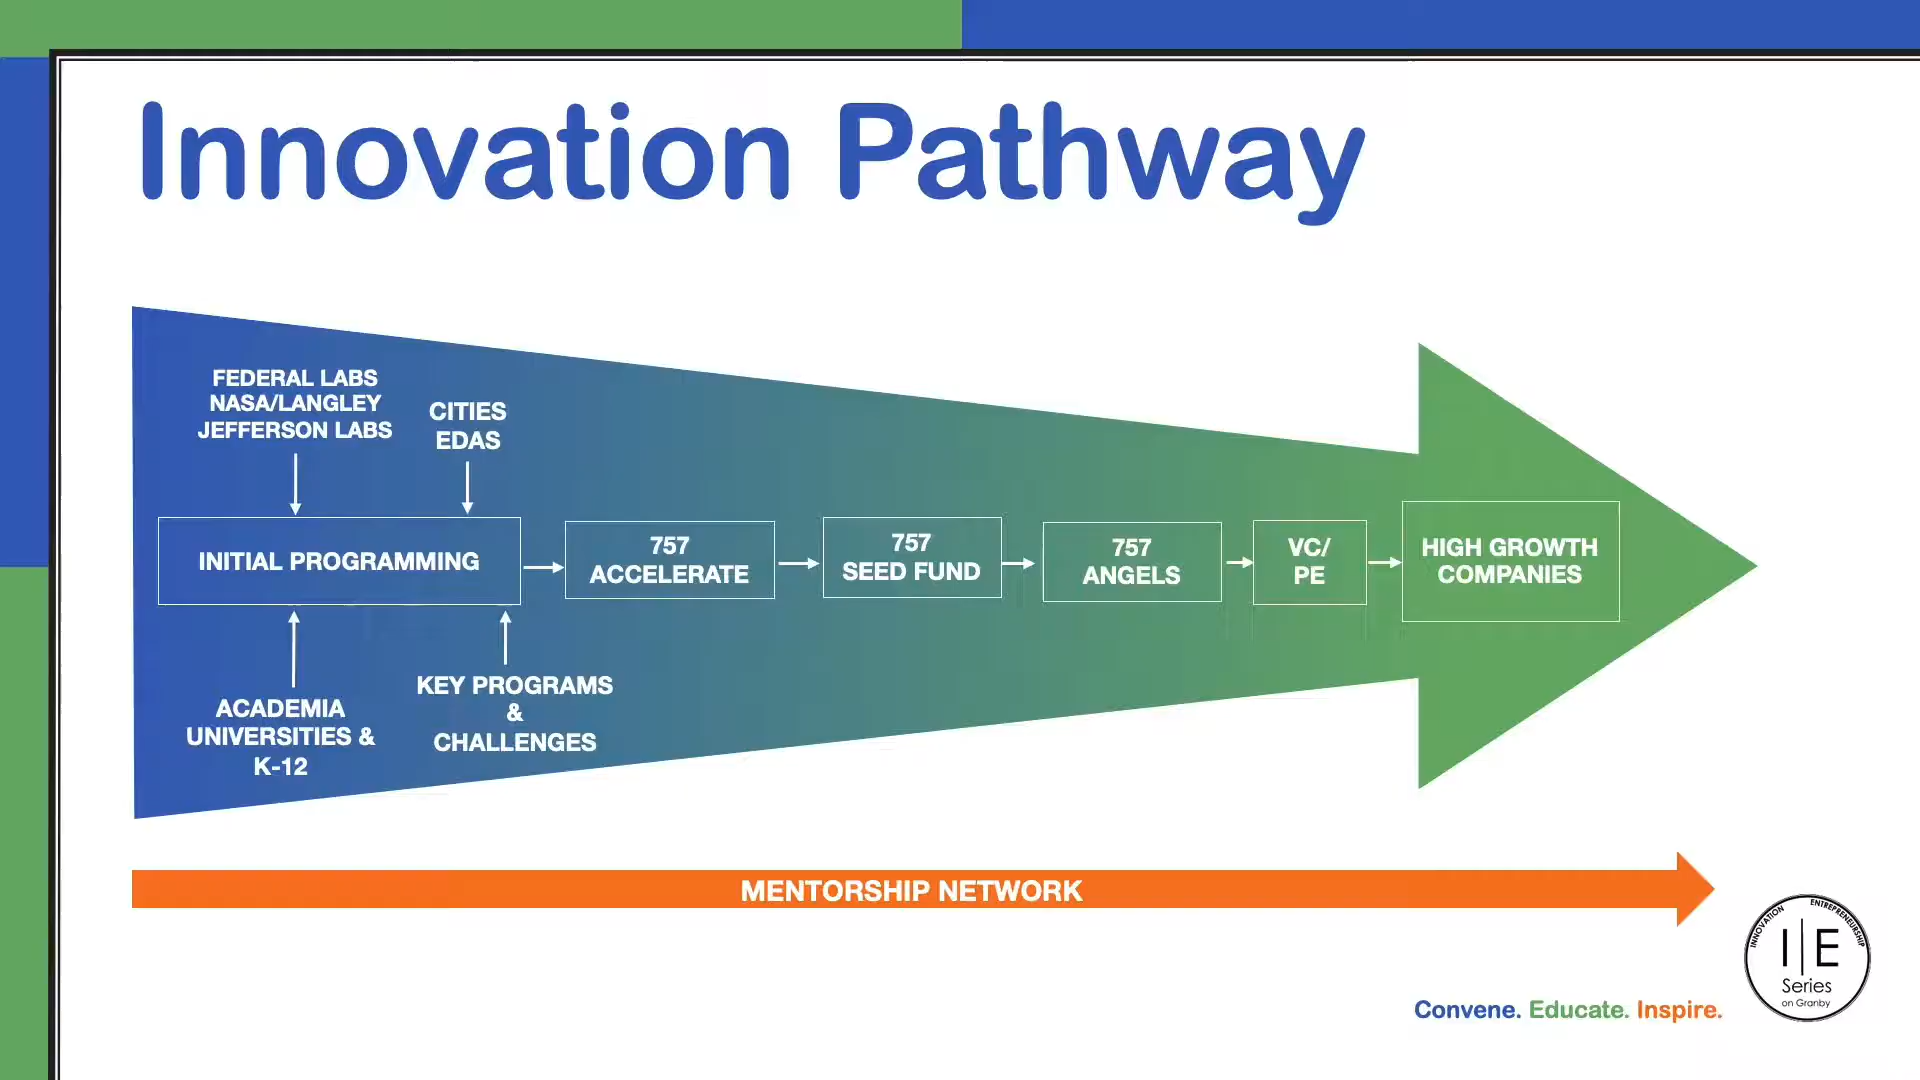 Innovation Pathway
FEDERAL LABS
NASA/LANGLEY
JEFFERSON LABS
CITIES
EDAS
INITIAL PROGRAMMING
757
ACCELERATE
757
SEED FUND
757
ANGELS
VC/
PE
HIGH GROWTH
COMPANIES
ACADEMIA
UNIVERSITIES &
K-12
KEY PROGRAMS
&
CHALLENGES
MENTORSHIP NETWORK
INNOVATION
ENTREPRENEURSHIP
I|E
Series
on Granby
Convene. Educate. Inspire.